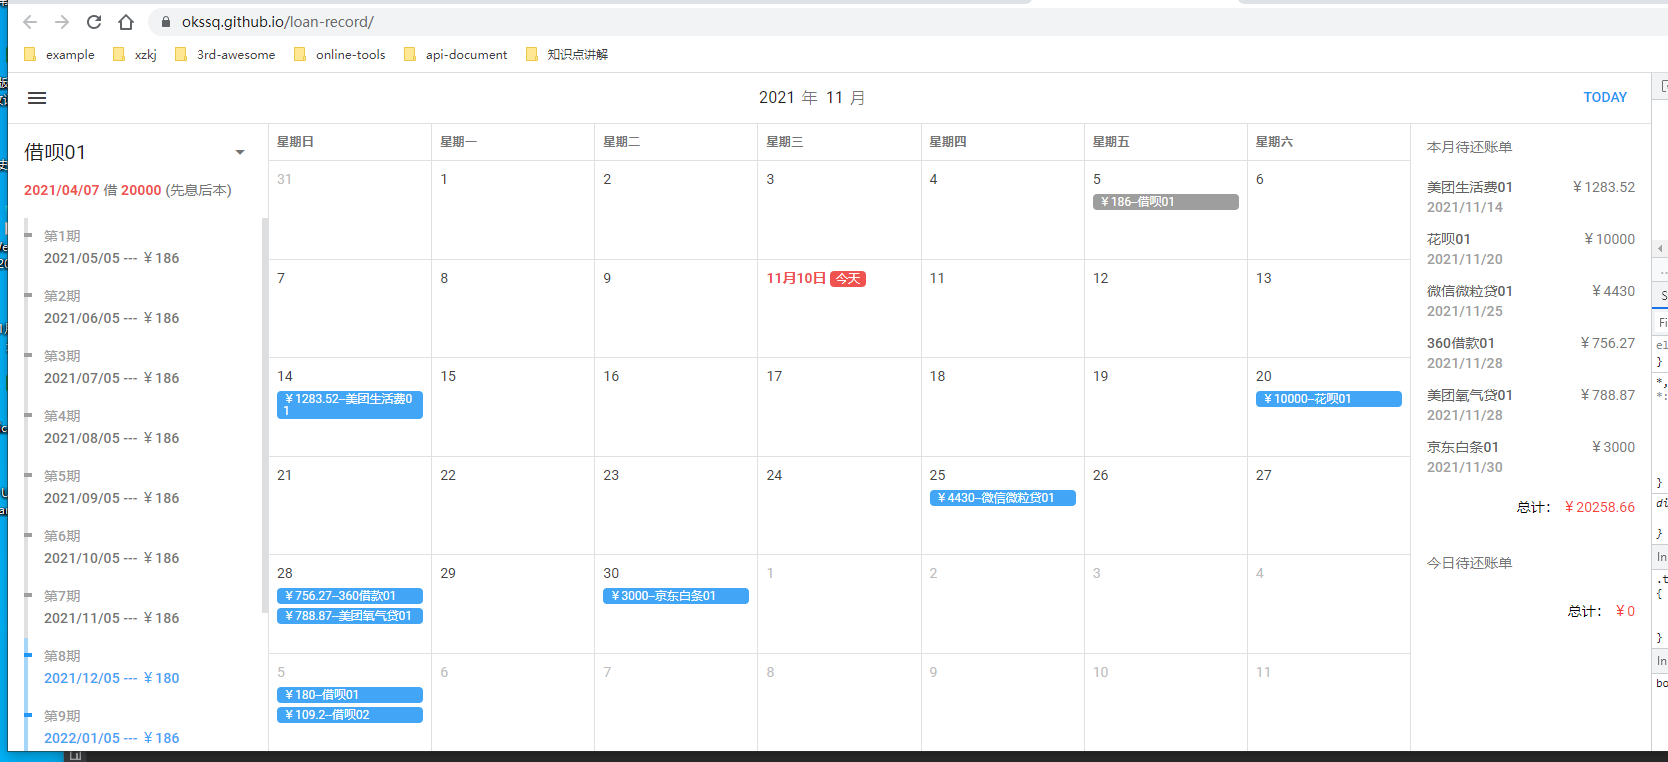 okssq.github.io/loan-record/
example xzkj 3rd-awesome online-tools api-document 知识点讲解
2021 年 11 月 TODAY
借呗01
2021/04/07 借 20000 (先息后本)
第1期
2021/05/05 --- ￥186
第2期
2021/06/05 --- ￥186
第3期
2021/07/05 --- ￥186
第4期
2021/08/05 --- ￥186
第5期
2021/09/05 --- ￥186
第6期
2021/10/05 --- ￥186
第7期
2021/11/05 --- ￥186
第8期
2021/12/05 --- ￥180
第9期
2022/01/05 --- ￥186
星期日 星期一 星期二 星期三 星期四 星期五 星期六
31 1 2 3 4 5 6
￥186--借呗01
7 8 9 11月10日 今天 11 12 13
14 15 16 17 18 19 20
￥1283.52--美团生活费0
1
￥10000--花呗01
21 22 23 24 25 26 27
￥4430--微信微粒贷01
28 29 30 1 2 3 4
￥756.27--360借款01
￥788.87--美团氧气贷01
￥3000--京东白条01
5 6 7 8 9 10 11
￥180--借呗01
￥109.2--借呗02
本月待还账单
美团生活费01 ￥1283.52
2021/11/14
花呗01 ￥10000
2021/11/20
微信微粒贷01 ￥4430
2021/11/25
360借款01 ￥756.27
2021/11/28
美团氧气贷01 ￥788.87
2021/11/28
京东白条01 ￥3000
2021/11/30
总计： ￥20258.66
今日待还账单
总计： ￥0